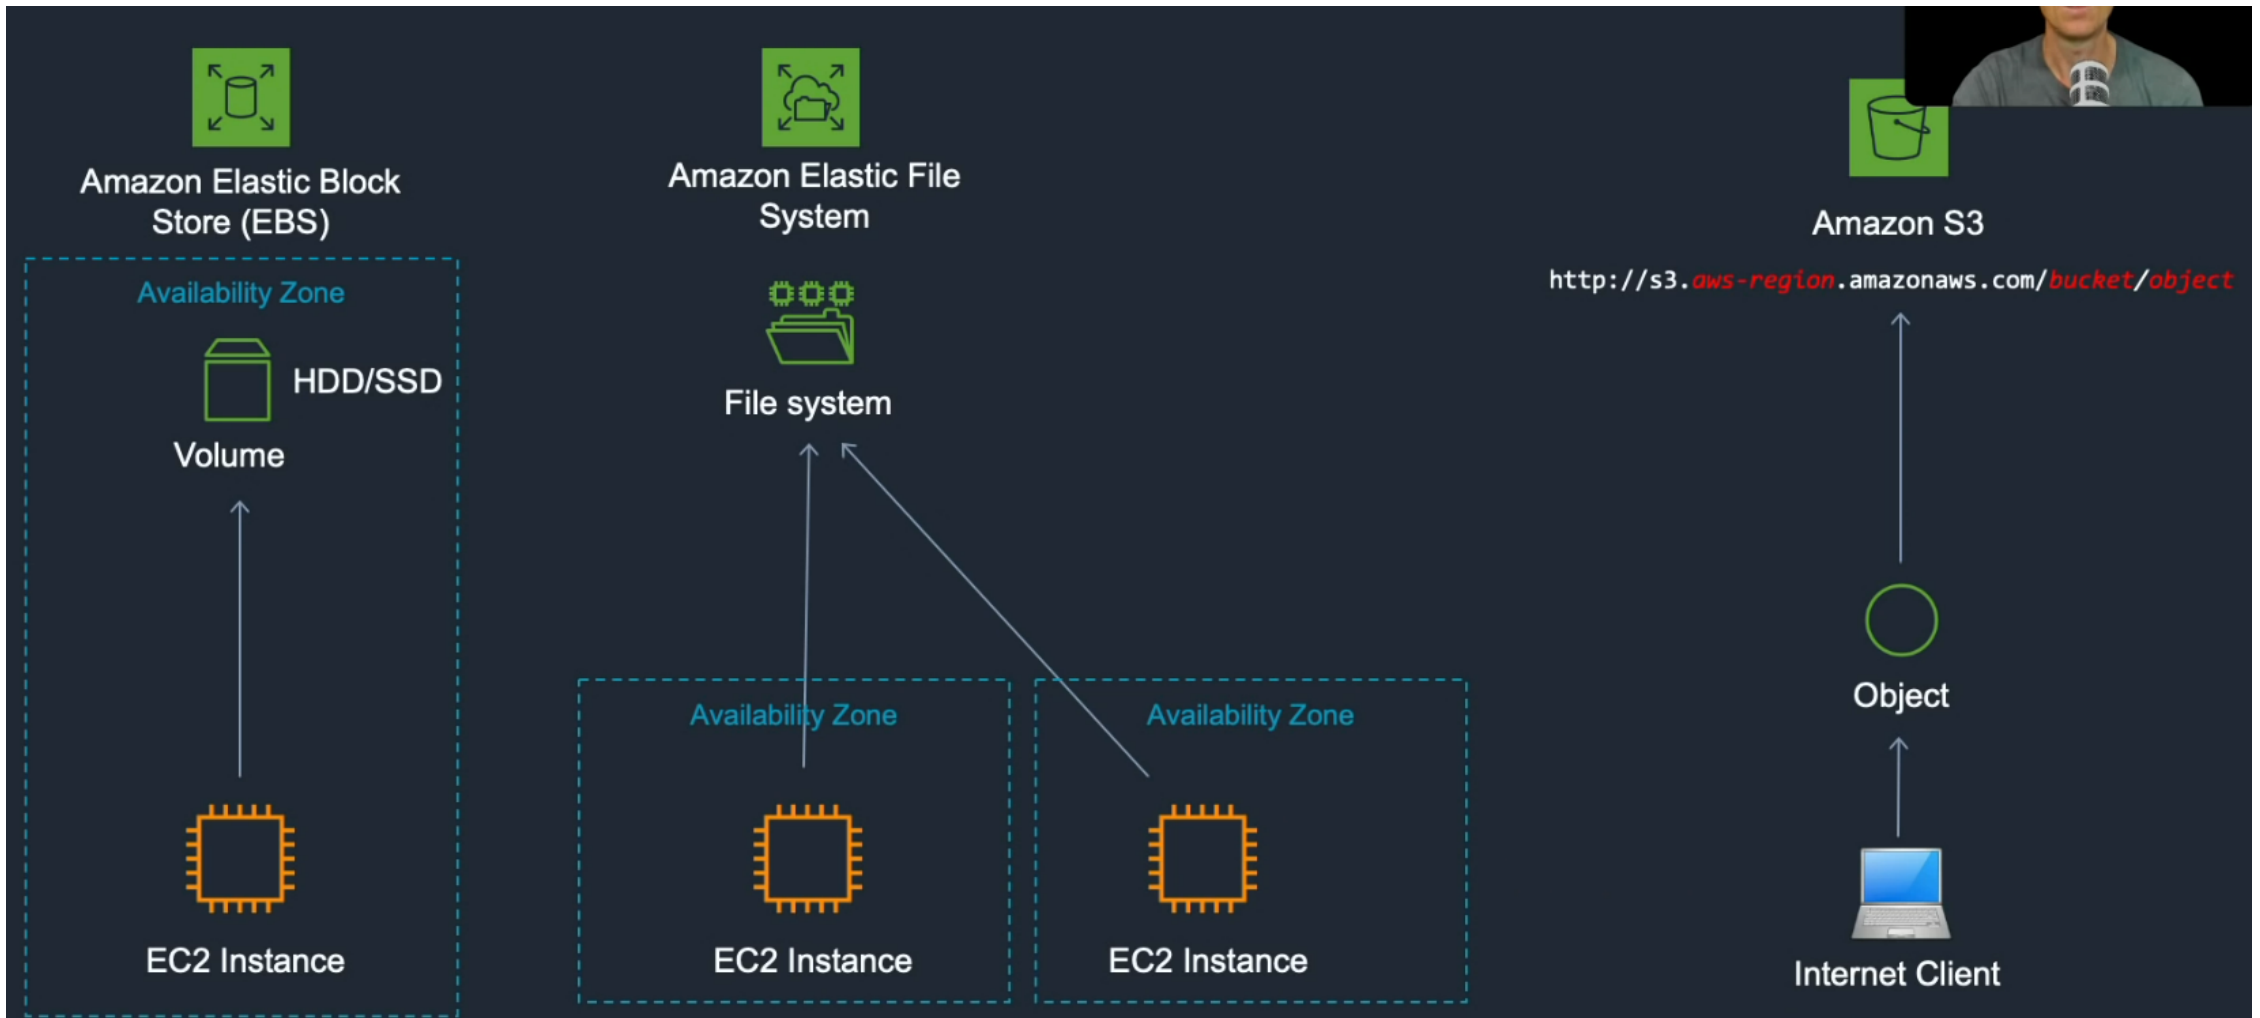 Amazon Elastic Block
Store (EBS)
Availability Zone
HDD/SSD
Volume
EC2 Instance
Amazon Elastic File
System
File system
Availability Zone
EC2 Instance
Availability Zone
EC2 Instance
Amazon S3
http://s3.aws-region.amazonaws.com/bucket/object
Object
Internet Client